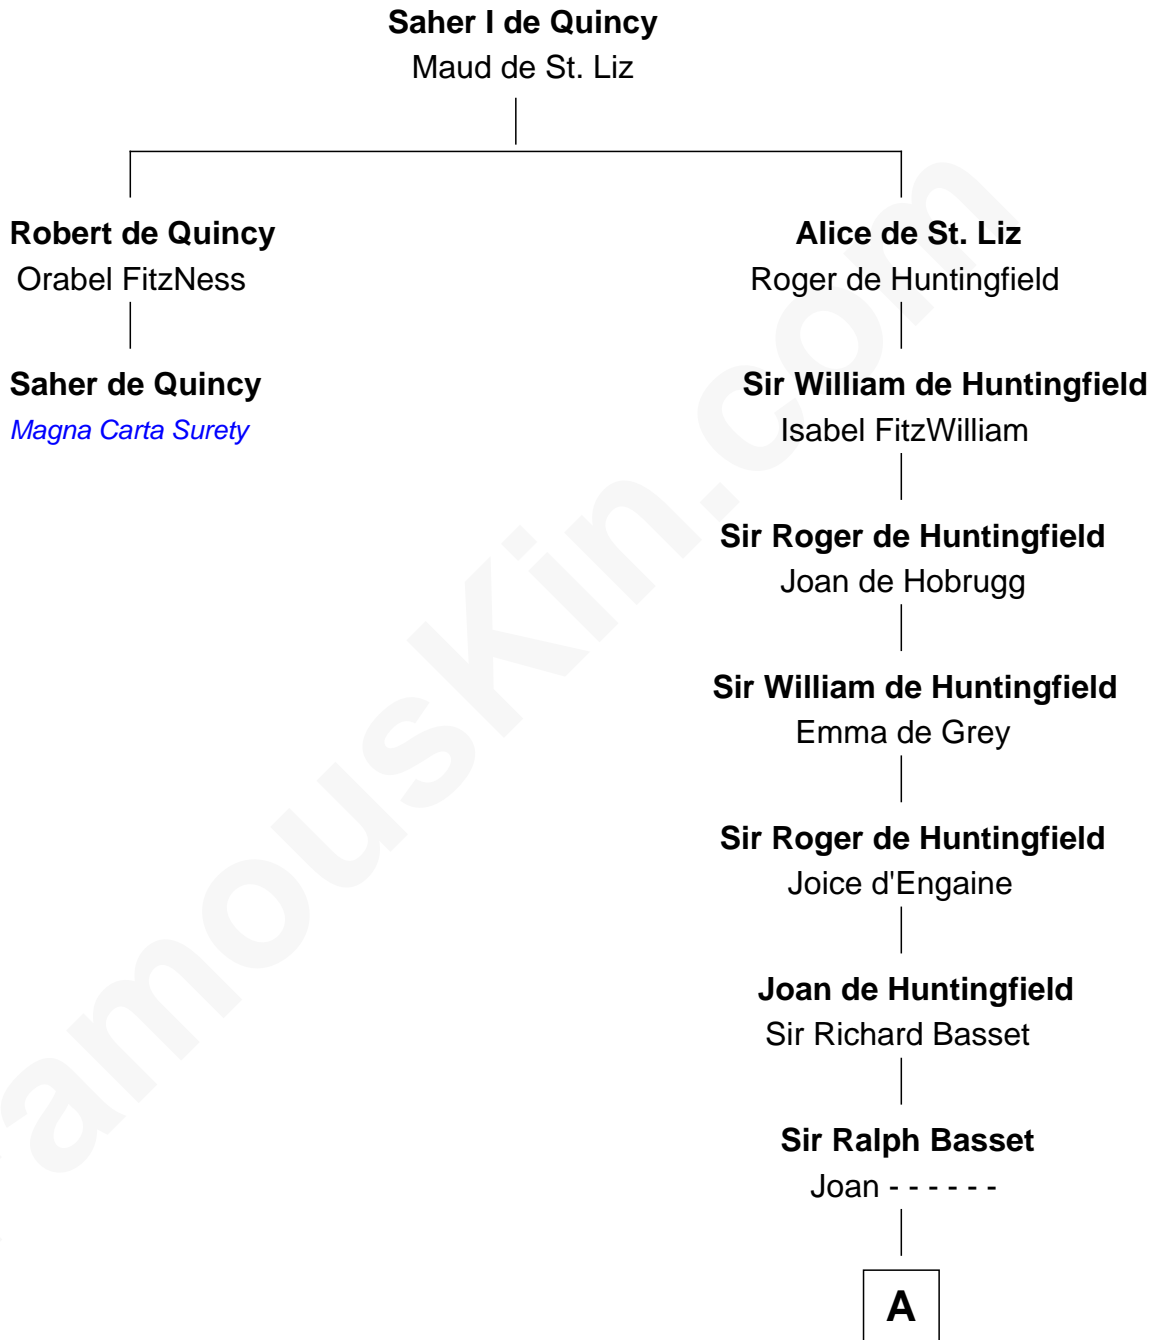 Saher I de Quincy
Maud de St. Liz
Robert de Quincy
Orabel FitzNess
Saher de Quincy
Magna Carta Surety
Alice de St. Liz
Roger de Huntingfield
Sir William de Huntingfield
Isabel FitzWilliam
Sir Roger de Huntingfield
Joan de Hobrugg
Sir William de Huntingfield
Emma de Grey
Sir Roger de Huntingfield
Joice d'Engaine
Joan de Huntingfield
Sir Richard Basset
Sir Ralph Basset
Joan - - - - - -
A
amouskin.com